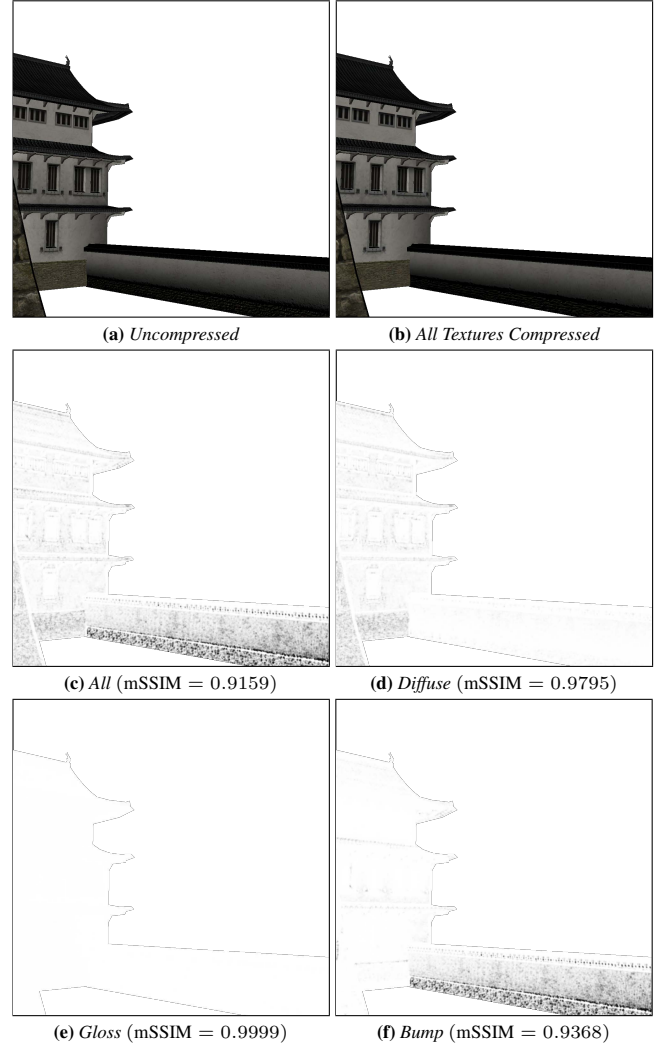 (a) Uncompressed
(b) All Textures Compressed
(c) All (mSSIM = 0.9159)
(d) Diffuse (mSSIM = 0.9795)
(e) Gloss (mSSIM = 0.9999)
(f) Bump (mSSIM = 0.9368)